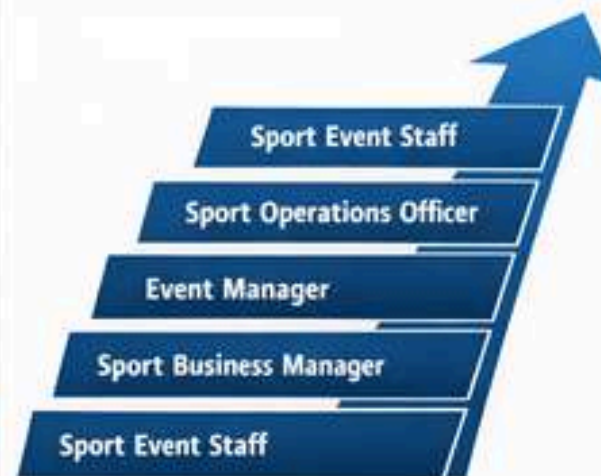 Sport Event Staff
Sport Operations Officer
Event Manager
Sport Business Manager
Sport Event Staff